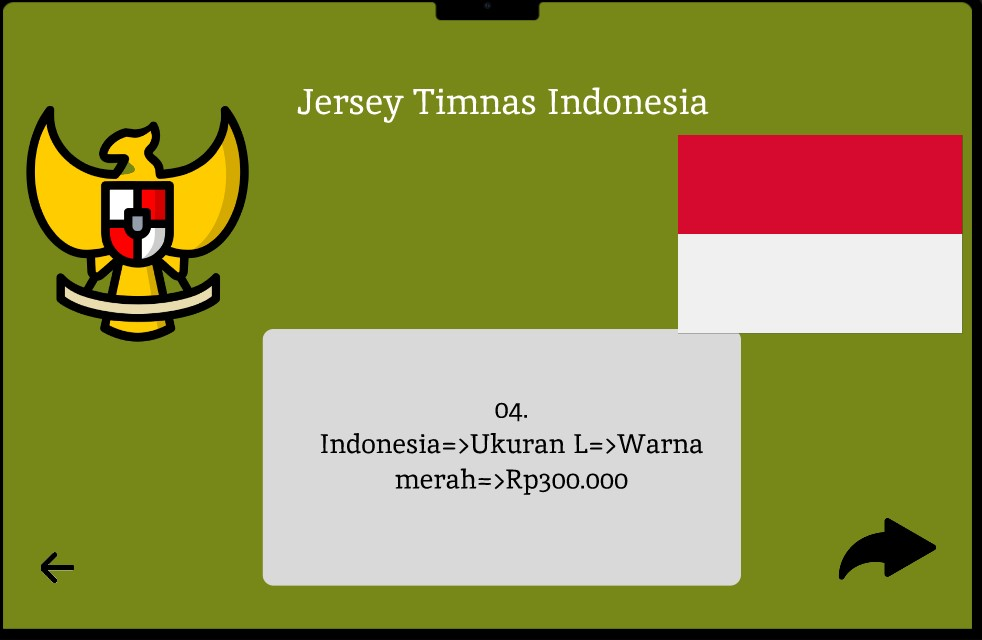 Jersey Timnas Indonesia
04.
Indonesia=>Ukuran L=>Warna
merah=>Rp300.000